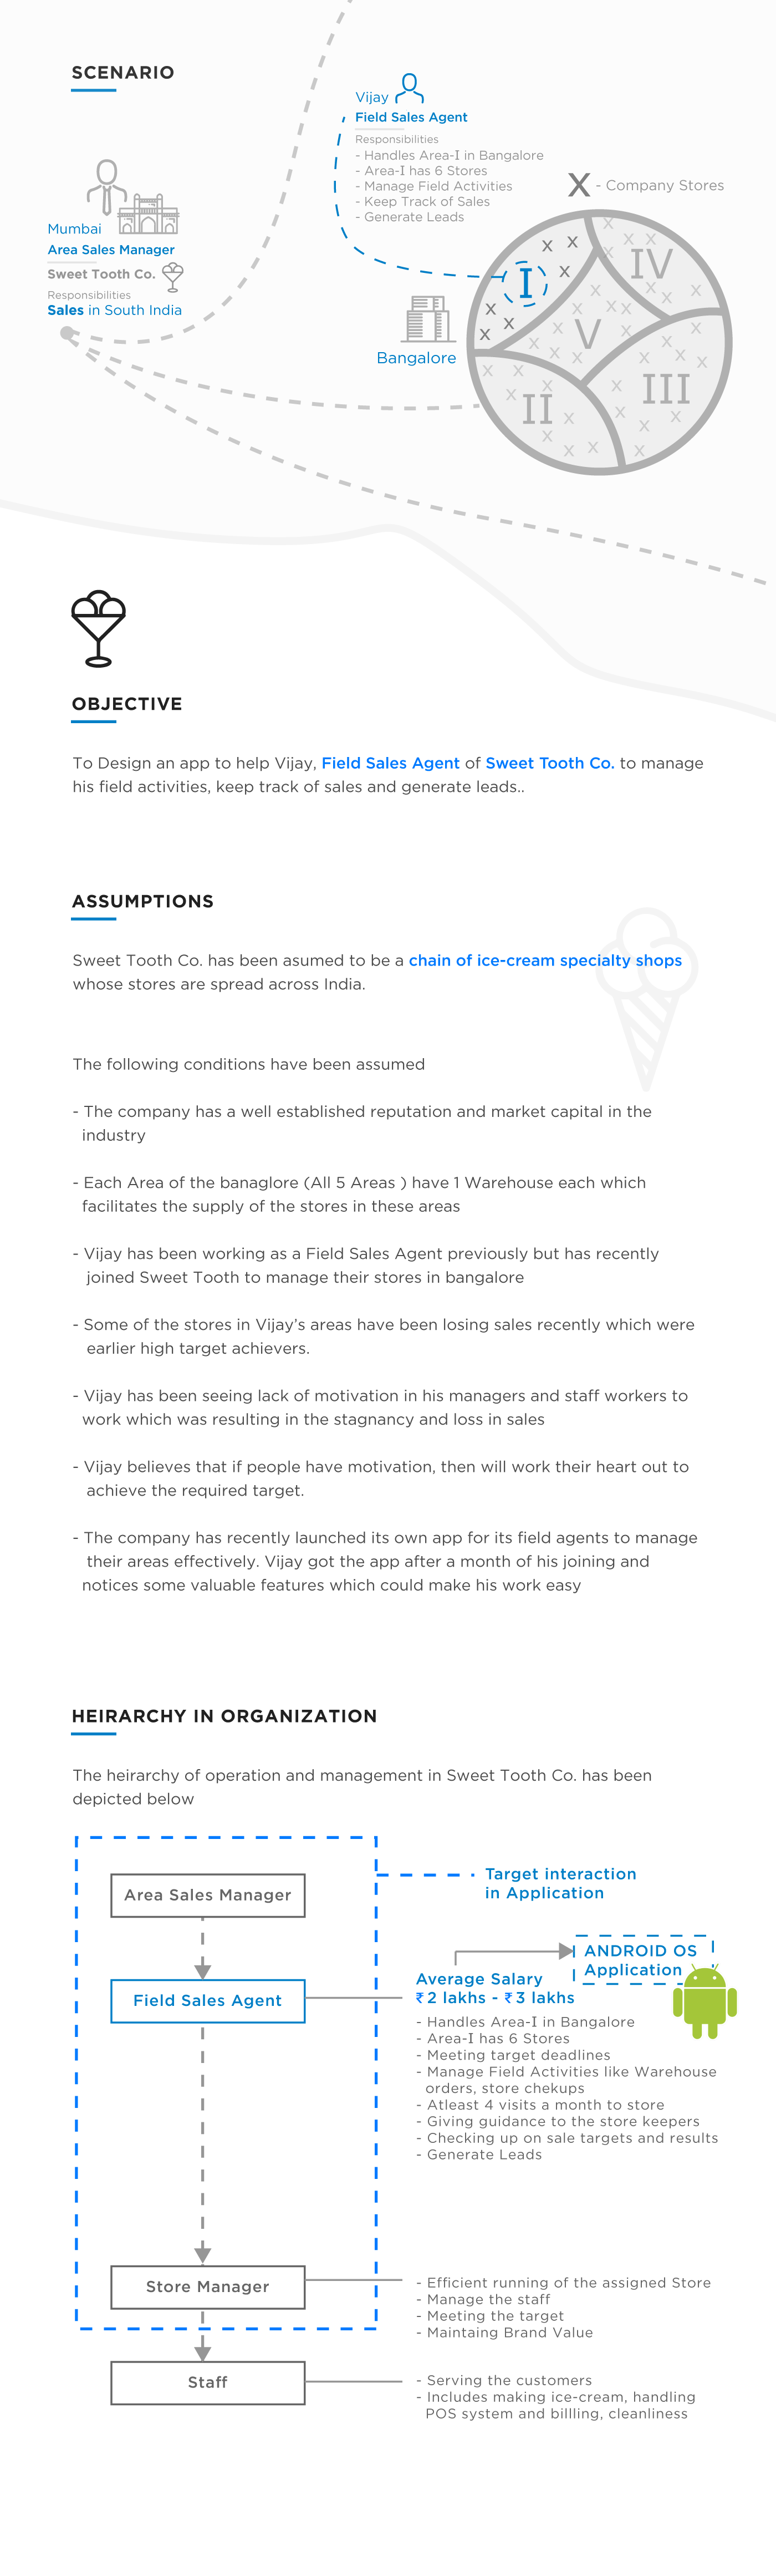 SCENARIO
Vijay
Field Sales Agent
Responsibilities
- Handles Area-I in Bangalore
- Area-I has 6 Stores
- Manage Field Activities
- Keep Track of Sales
- Generate Leads
X - Company Stores
Mumbai
Area Sales Manager
Sweet Tooth Co.
Responsibilities
Sales in South India
Bangalore
I
IV
V
III
II
OBJECTIVE
To Design an app to help Vijay, Field Sales Agent of Sweet Tooth Co. to manage
his field activities, keep track of sales and generate leads..
ASSUMPTIONS
Sweet Tooth Co. has been asumed to be a chain of ice-cream specialty shops
whose stores are spread across India.
The following conditions have been assumed
- The company has a well established reputation and market capital in the
industry
- Each Area of the banaglore (All 5 Areas ) have 1 Warehouse each which
facilitates the supply of the stores in these areas
- Vijay has been working as a Field Sales Agent previously but has recently
joined Sweet Tooth to manage their stores in bangalore
- Some of the stores in Vijay's areas have been losing sales recently which were
earlier high target achievers.
- Vijay has been seeing lack of motivation in his managers and staff workers to
work which was resulting in the stagnancy and loss in sales
- Vijay believes that if people have motivation, then will work their heart out to
achieve the required target.
- The company has recently launched its own app for its field agents to manage
their areas effectively. Vijay got the app after a month of his joining and
notices some valuable features which could make his work easy
HEIRARCHY IN ORGANIZATION
The heirarchy of operation and management in Sweet Tooth Co. has been
depicted below
Area Sales Manager
Target interaction
in Application
ANDROID OS
Application
Field Sales Agent
Average Salary
₹ 2 lakhs - ₹ 3 lakhs
- Handles Area-I in Bangalore
- Area-I has 6 Stores
- Meeting target deadlines
- Manage Field Activities like Warehouse
orders, store chekups
- Atleast 4 visits a month to store
- Giving guidance to the store keepers
- Checking up on sale targets and results
- Generate Leads
Store Manager
- Efficient running of the assigned Store
- Manage the staff
- Meeting the target
- Maintaing Brand Value
Staff
- Serving the customers
- Includes making ice-cream, handling
POS system and billling, cleanliness